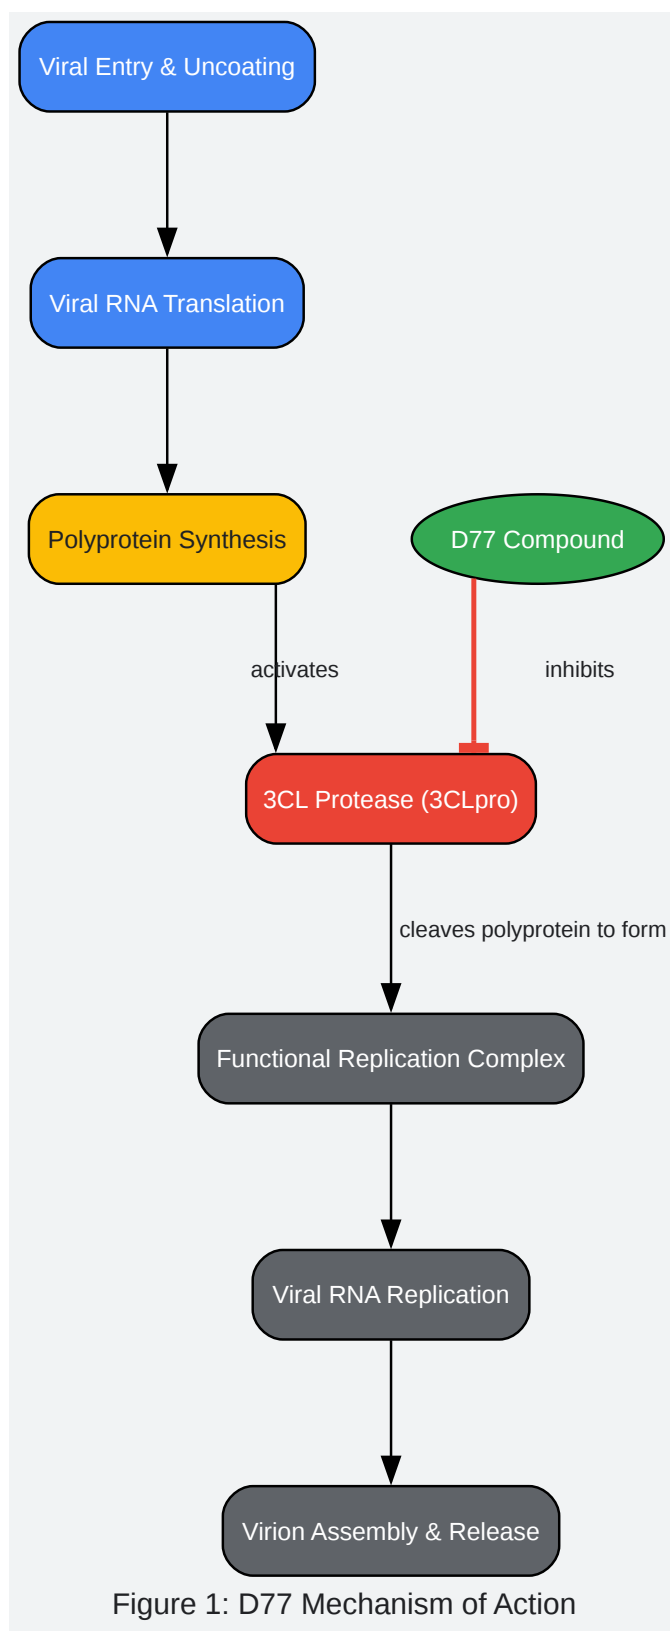 Viral Entry & Uncoating
Viral RNA Translation
Polyprotein Synthesis
D77 Compound
activates
inhibits
3CL Protease (3CLpro)
cleaves polyprotein to form
Functional Replication Complex
Viral RNA Replication
Virion Assembly & Release
Figure 1: D77 Mechanism of Action